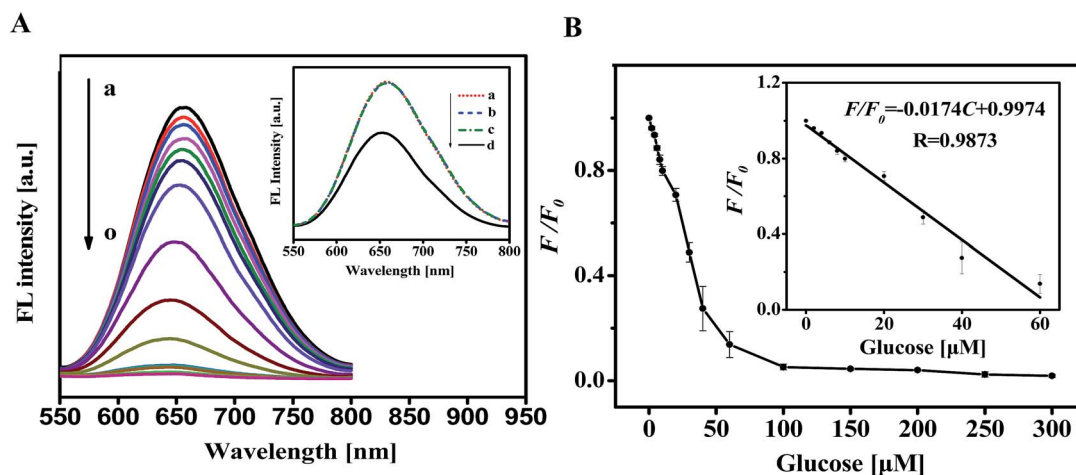 A
B
a
o
FL intensity [a.u.]
550 600 650 700 750 800 850 900 950
Wavelength [nm]
FL Intensity [a.u.]
a
b
c
d
550 600 650 700 750 800
Wavelength [nm]
F/F0
1.2
0.8
0.4
0.0
0 50 100 150 200 250 300
Glucose [μM]
F/F0
1.2
0.8
0.4
0.0
F/F0=-0.0174C+0.9974
R=0.9873
0 20 40 60
Glucose [μM]